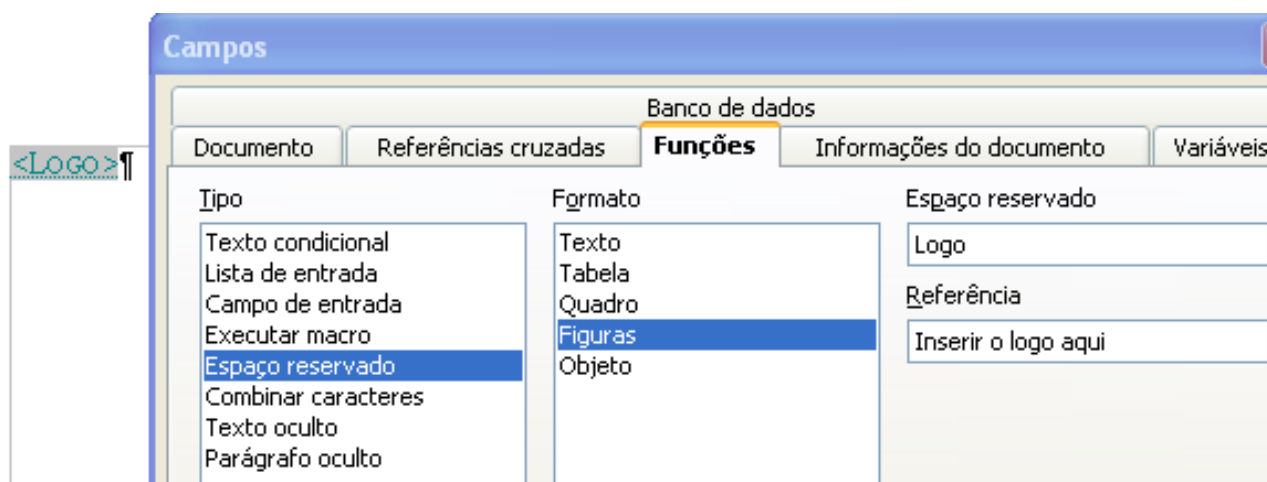 Campos
Banco de dados
Documento Referências cruzadas Funções Informações do documento Variáveis
<LOGO>¶
Tipo Formato Espaço reservado
Texto condicional Texto Logo
Lista de entrada Tabela
Campo de entrada Quadro Referência
Executar macro Figuras Inserir o logo aqui
Espaço reservado Objeto
Combinar caracteres
Texto oculto
Parágrafo oculto